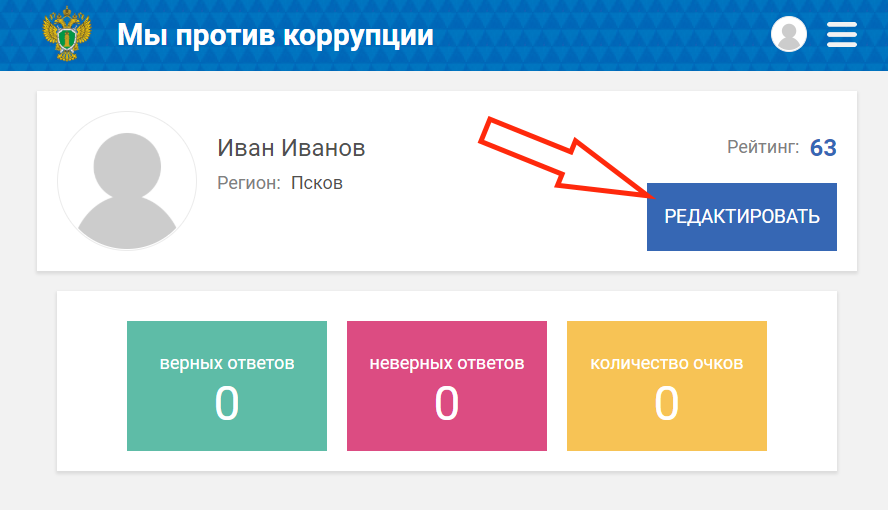 Мы против коррупции
Иван Иванов
Регион: Псков
Рейтинг: 63
РЕДАКТИРОВАТЬ
верных ответов
0
неверных ответов
0
количество очков
0